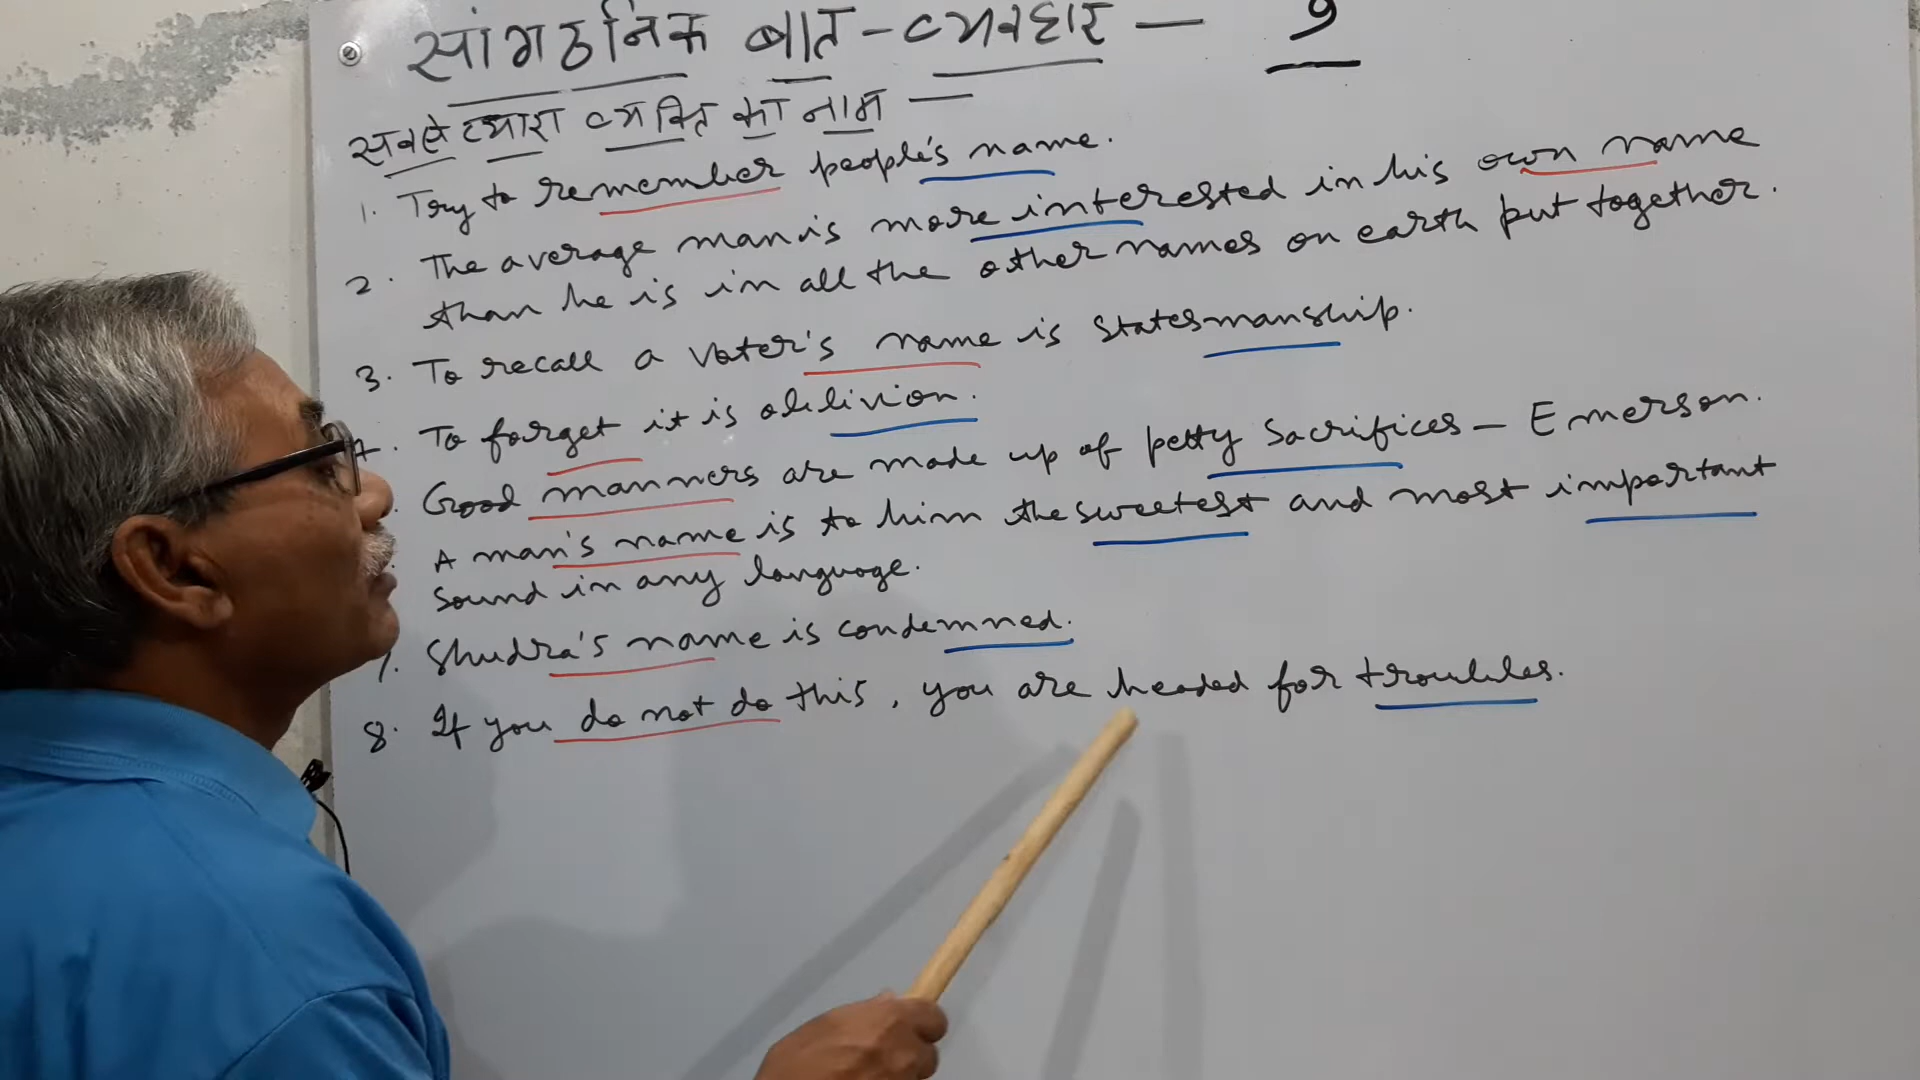 सांगठनिक बात-व्यवहार — 9
सबसे प्यारा व्यक्ति का नाम —
1. Try to remember people's name.
2. The average man is more interested in his own name
than he is in all the other names on earth put together.
3. To recall a Voter's name is Statesmanship.
To forget it is oblivion.
Good manners are made up of petty Sacrifices — Emerson.
A man's name is to him the sweetest and most important
Sound in any language.
Shudra's name is condemned.
8. If you do not do this, you are headed for troubles.